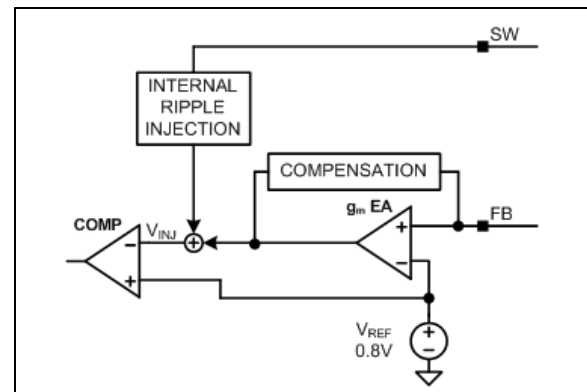 SW
INTERNAL
RIPPLE
INJECTION
COMPENSATION
gm EA
FB
COMP
VINJ
+
−
−
+
+
VREF
0.8V
+
−